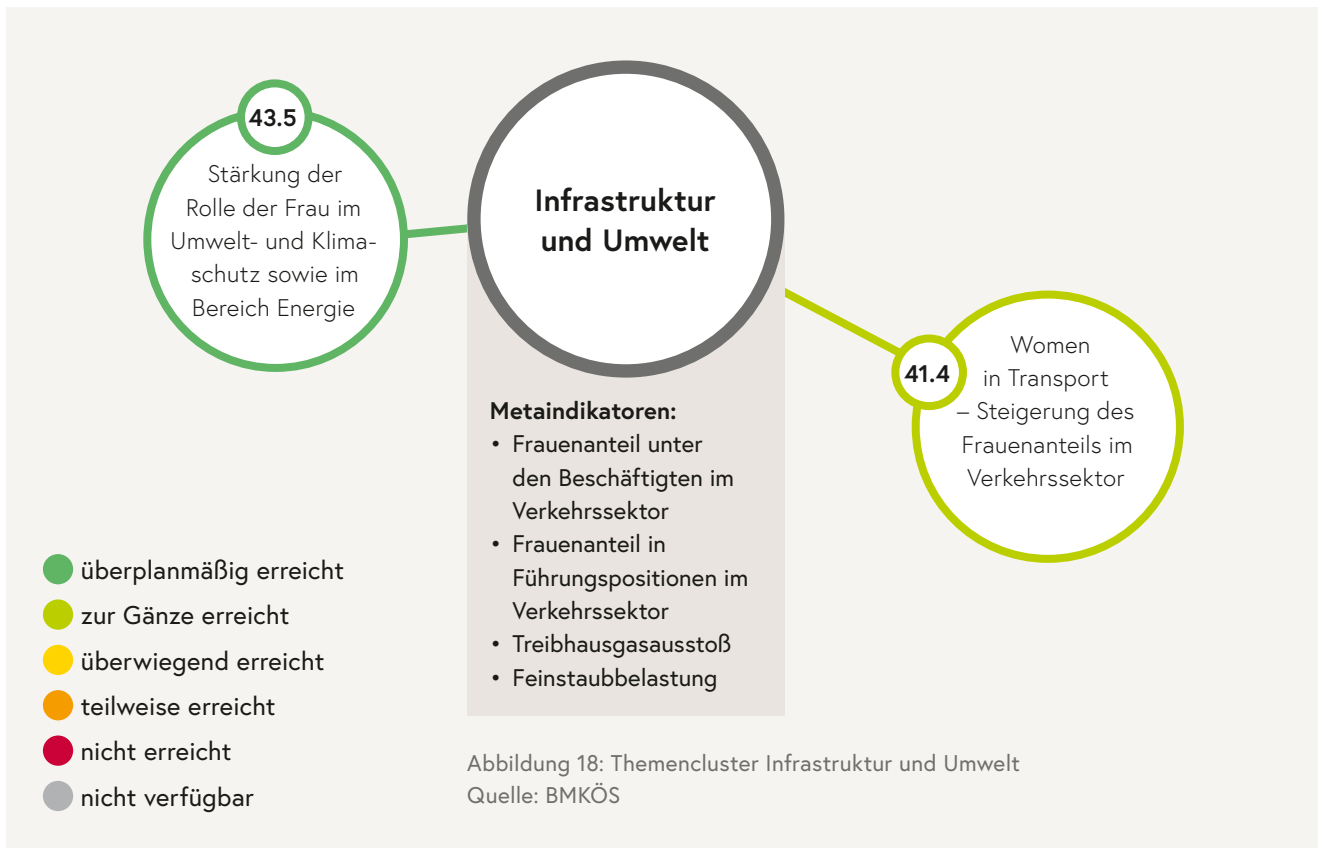 43.5
Stärkung der
Rolle der Frau im
Umwelt- und Klima-
schutz sowie im
Bereich Energie
Infrastruktur
und Umwelt
41.4
Women
in Transport
– Steigerung des
Frauenanteils im
Verkehrssektor
Metaindikatoren:
• Frauenanteil unter
den Beschäftigten im
Verkehrssektor
• Frauenanteil in
Führungspositionen im
Verkehrssektor
• Treibhausgasausstoß
• Feinstaubbelastung
überplanmäßig erreicht
zur Gänze erreicht
überwiegend erreicht
teilweise erreicht
nicht erreicht
nicht verfügbar
Abbildung 18: Themencluster Infrastruktur und Umwelt
Quelle: BMKÖS